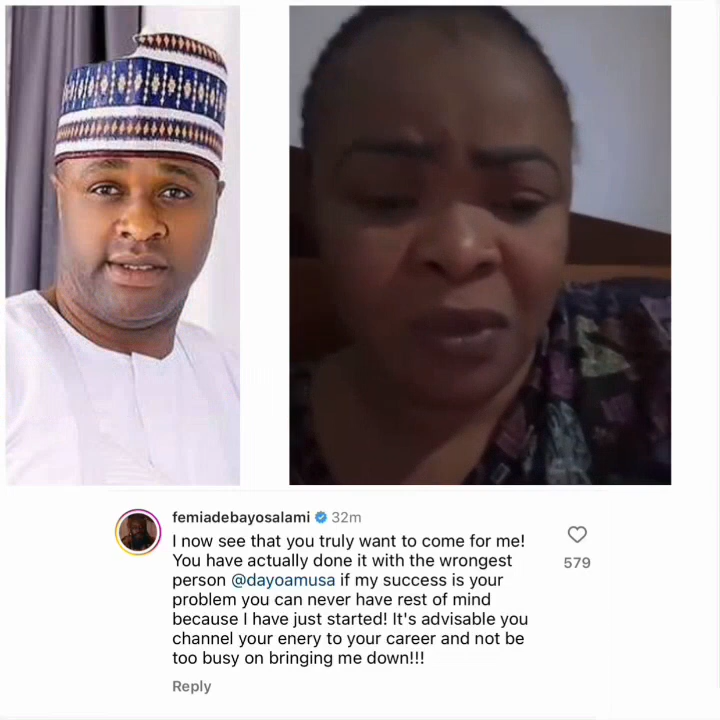 femiadebayosalami 32m
I now see that you truly want to come for me!
You have actually done it with the wrongest
person @dayoamusa if my success is your
problem you can never have rest of mind
because I have just started! It's advisable you
channel your enery to your career and not be
too busy on bringing me down!!!
579
Reply